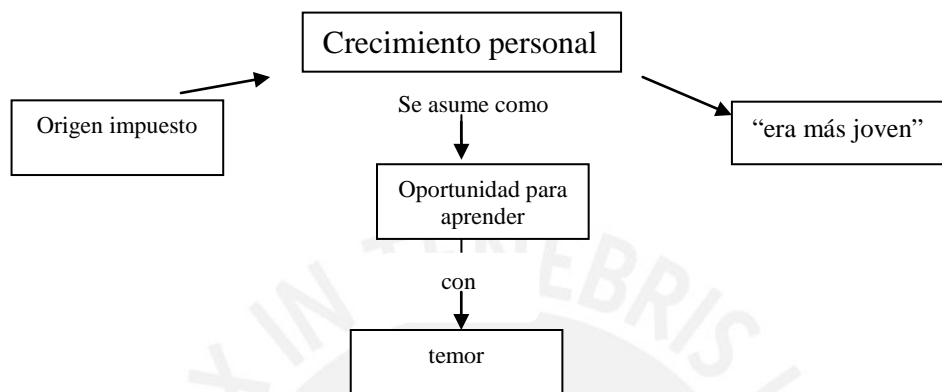 Crecimiento personal
Origen impuesto
Se asume como
“era más joven”
Oportunidad para
aprender
con
temor